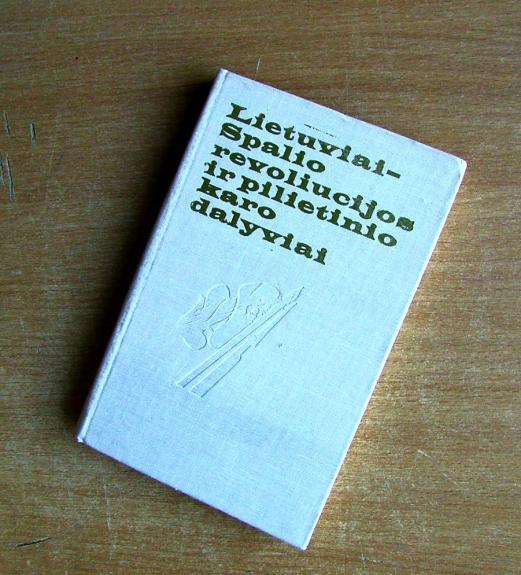 Lietuviai-
Spalio
revoliucijos
ir pilietinio
karo
dalyviai